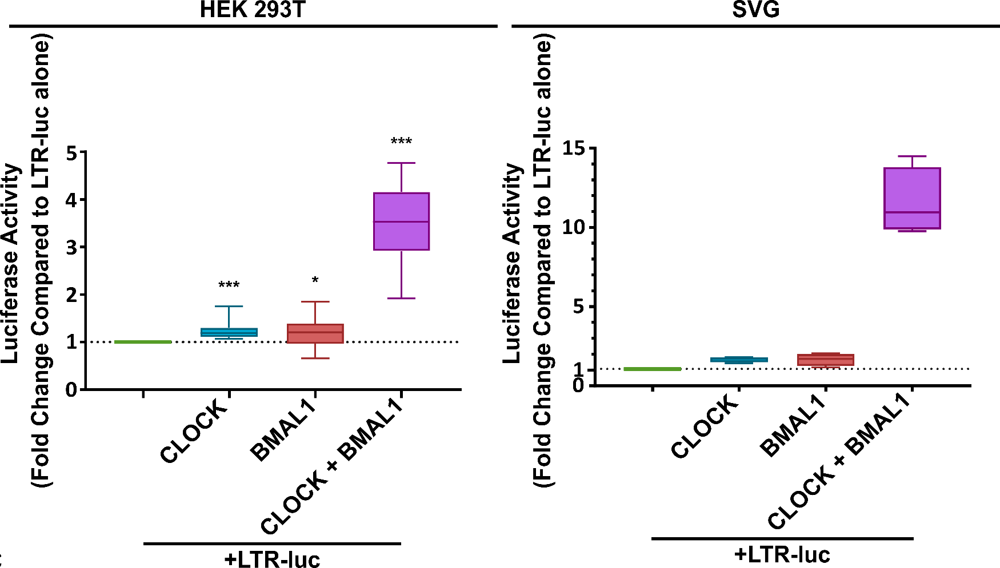 HEK 293T
Luciferase Activity
(Fold Change Compared to LTR-luc alone)
5
4
3
2
1
0
***
*
***
CLOCK
BMAL1
CLOCK + BMAL1
+LTR-luc
SVG
Luciferase Activity
(Fold Change Compared to LTR-luc alone)
15
10
5
1
0
CLOCK
BMAL1
CLOCK + BMAL1
+LTR-luc